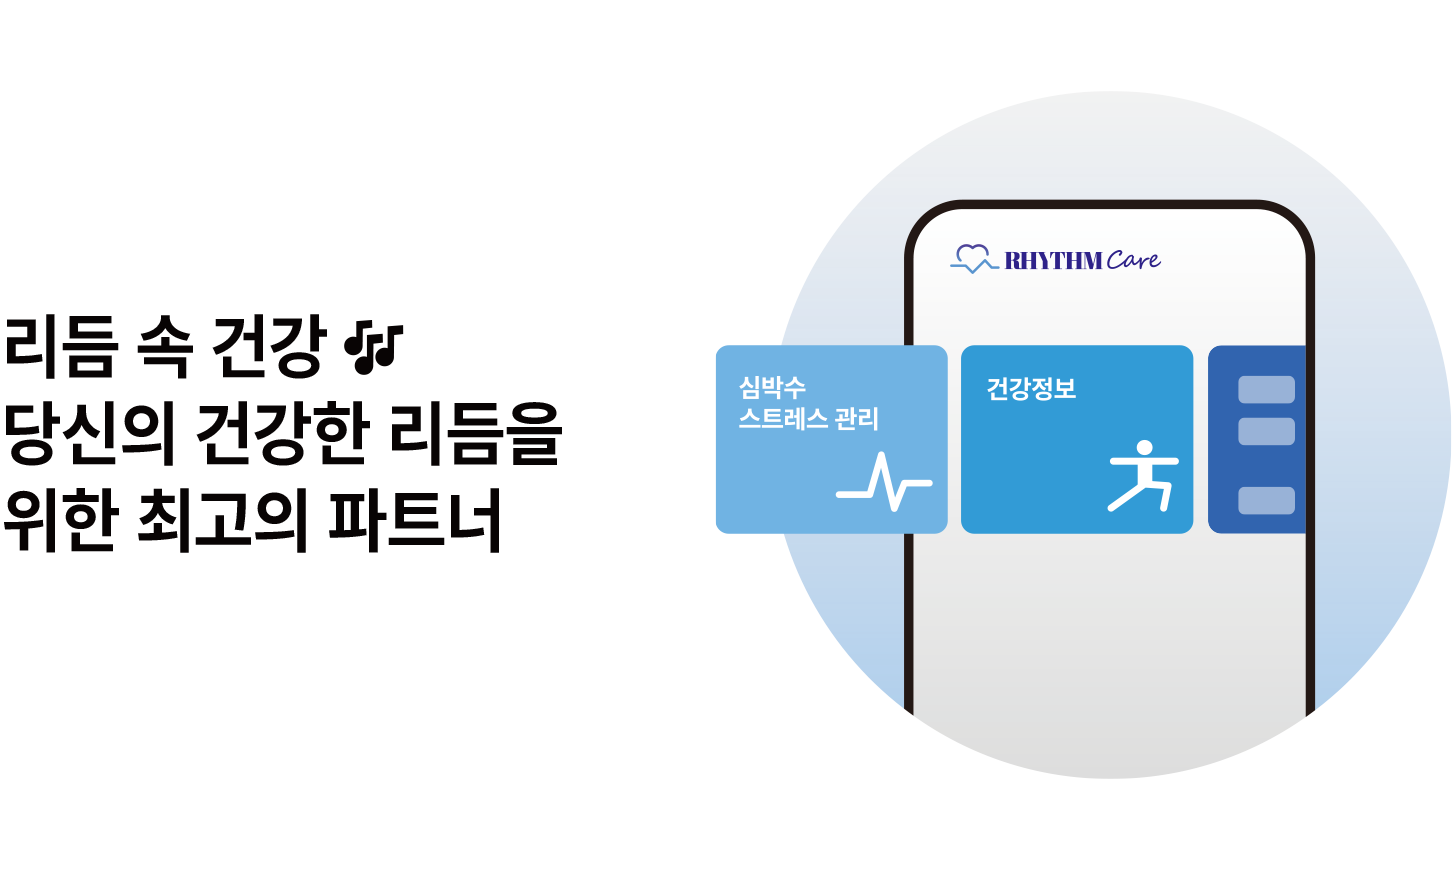 리듬 속 건강 🎶
당신의 건강한 리듬을
위한 최고의 파트너
RHYTHM Care
심박수
스트레스 관리
건강정보